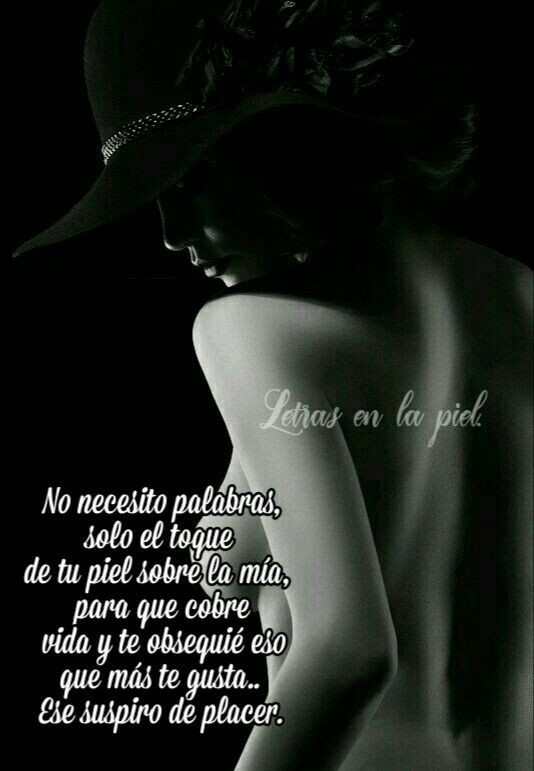 Letras en la piel.
No necesito palabras,
solo el toque
de tu piel sobre la mía,
para que cobre
vida y te obsequié eso
que más te gusta..
Ese suspiro de placer.